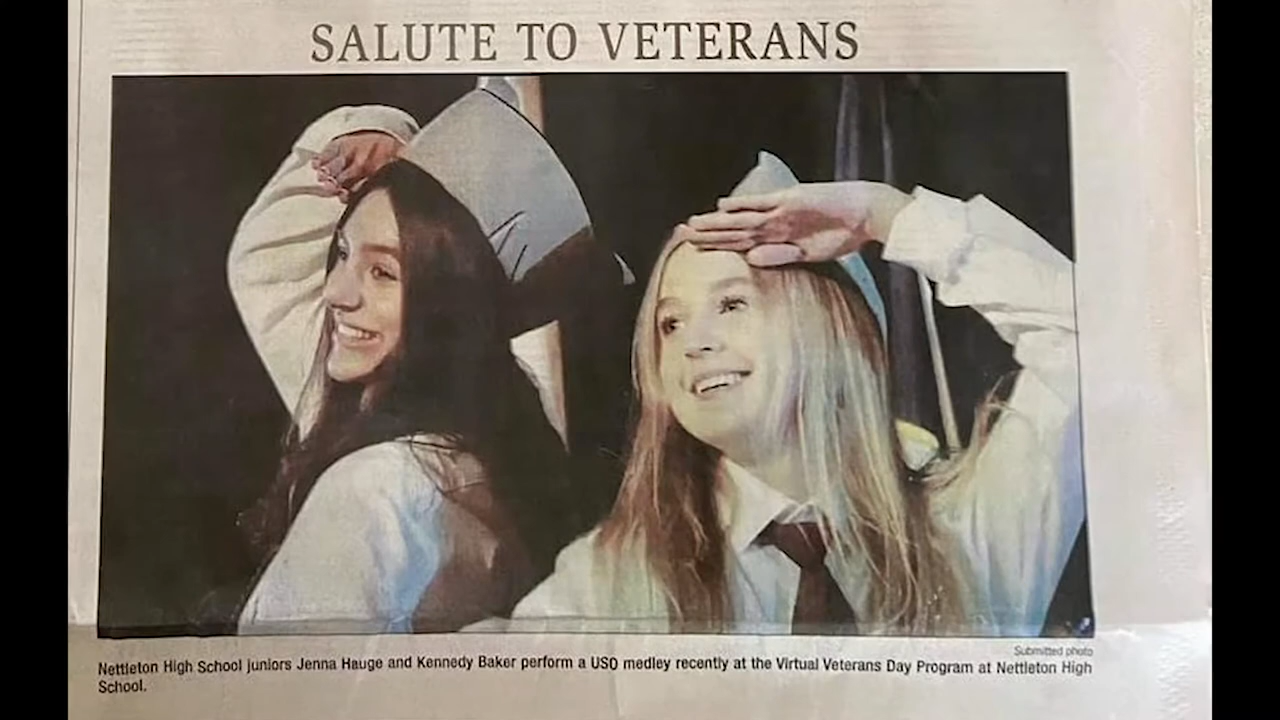 SALUTE TO VETERANS
Submitted photo
Nettleton High School juniors Jenna Hauge and Kennedy Baker perform a USO medley recently at the Virtual Veterans Day Program at Nettleton High
School.